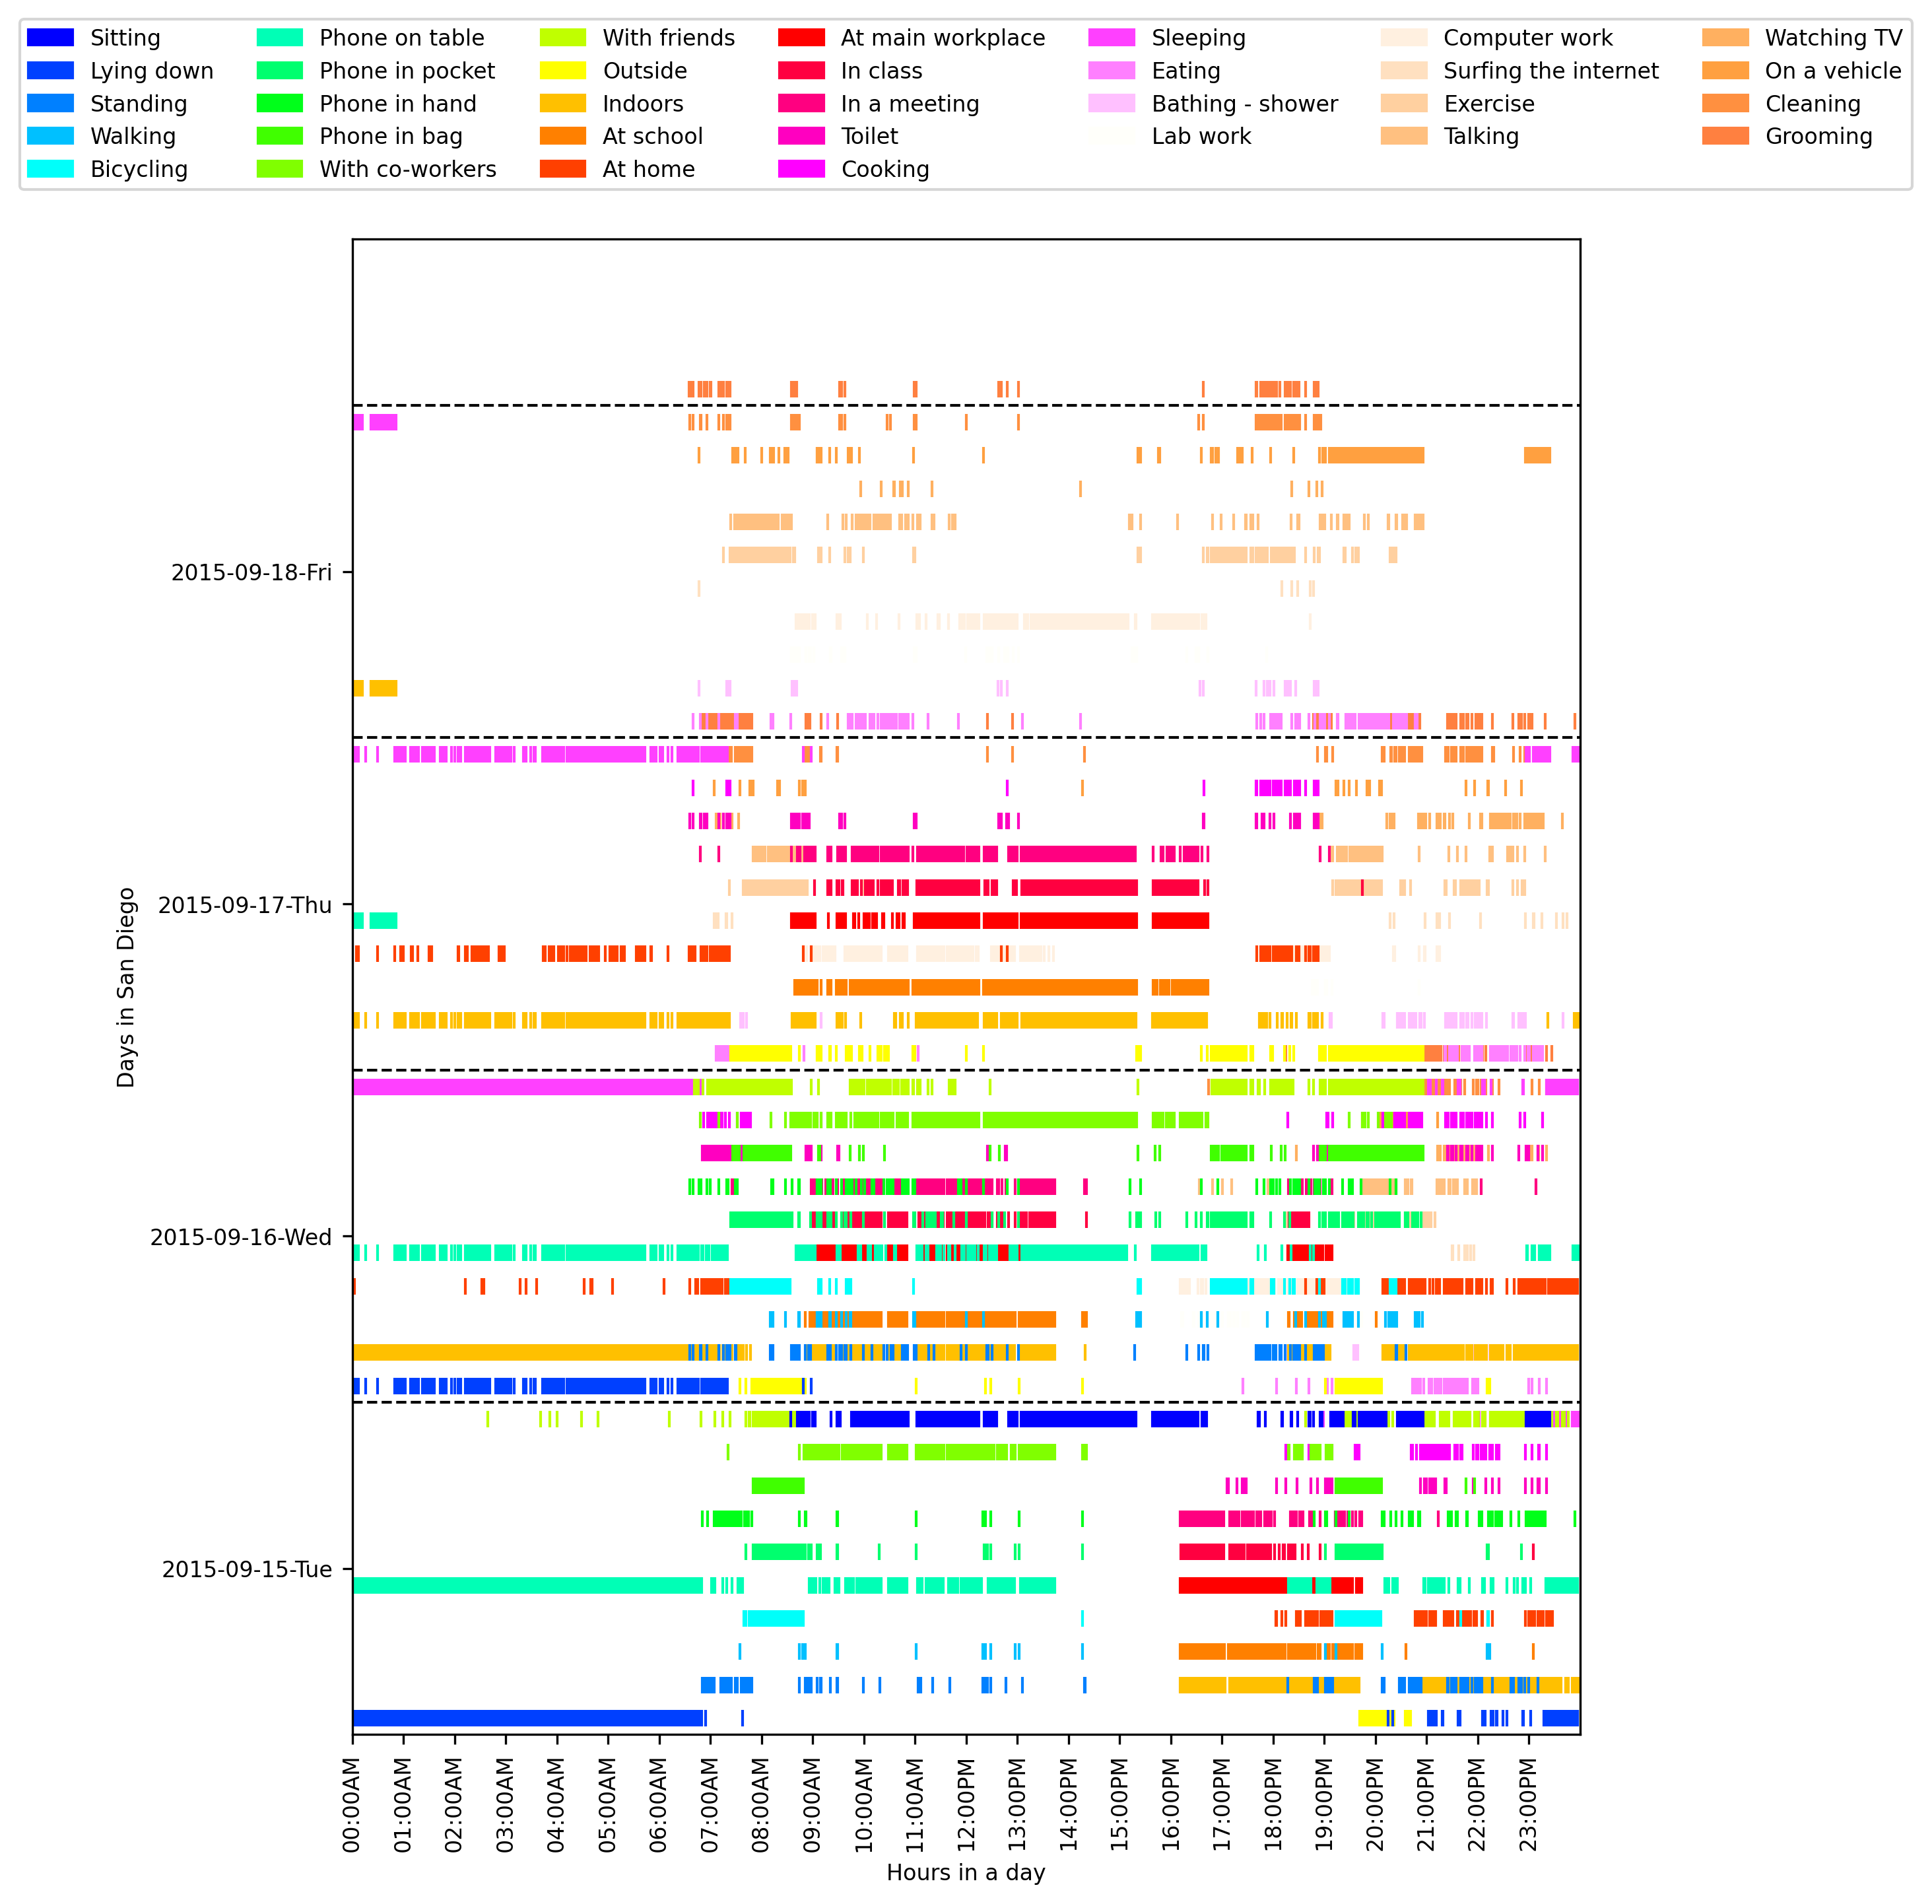 Sitting
Lying down
Standing
Walking
Bicycling
Phone on table
Phone in pocket
Phone in hand
Phone in bag
With co-workers
With friends
Outside
Indoors
At school
At home
At main workplace
In class
In a meeting
Toilet
Cooking
Sleeping
Eating
Bathing - shower
Lab work
Computer work
Surfing the internet
Exercise
Talking
Watching TV
On a vehicle
Cleaning
Grooming
Days in San Diego
2015-09-18-Fri
2015-09-17-Thu
2015-09-16-Wed
2015-09-15-Tue
00:00AM
01:00AM
02:00AM
03:00AM
04:00AM
05:00AM
06:00AM
07:00AM
08:00AM
09:00AM
10:00AM
11:00AM
12:00PM
13:00PM
14:00PM
15:00PM
16:00PM
17:00PM
18:00PM
19:00PM
20:00PM
21:00PM
22:00PM
23:00PM
Hours in a day